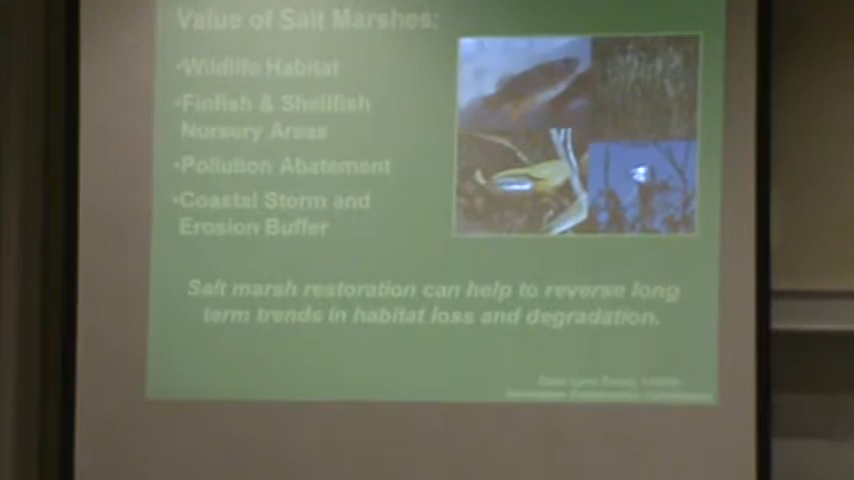 Value of Salt Marshes:
•Wildlife Habitat
•Finfish & Shellfish
Nursery Areas
•Pollution Abatement
•Coastal Storm and
Erosion Buffer
Salt marsh restoration can help to reverse long
term trends in habitat loss and degradation.